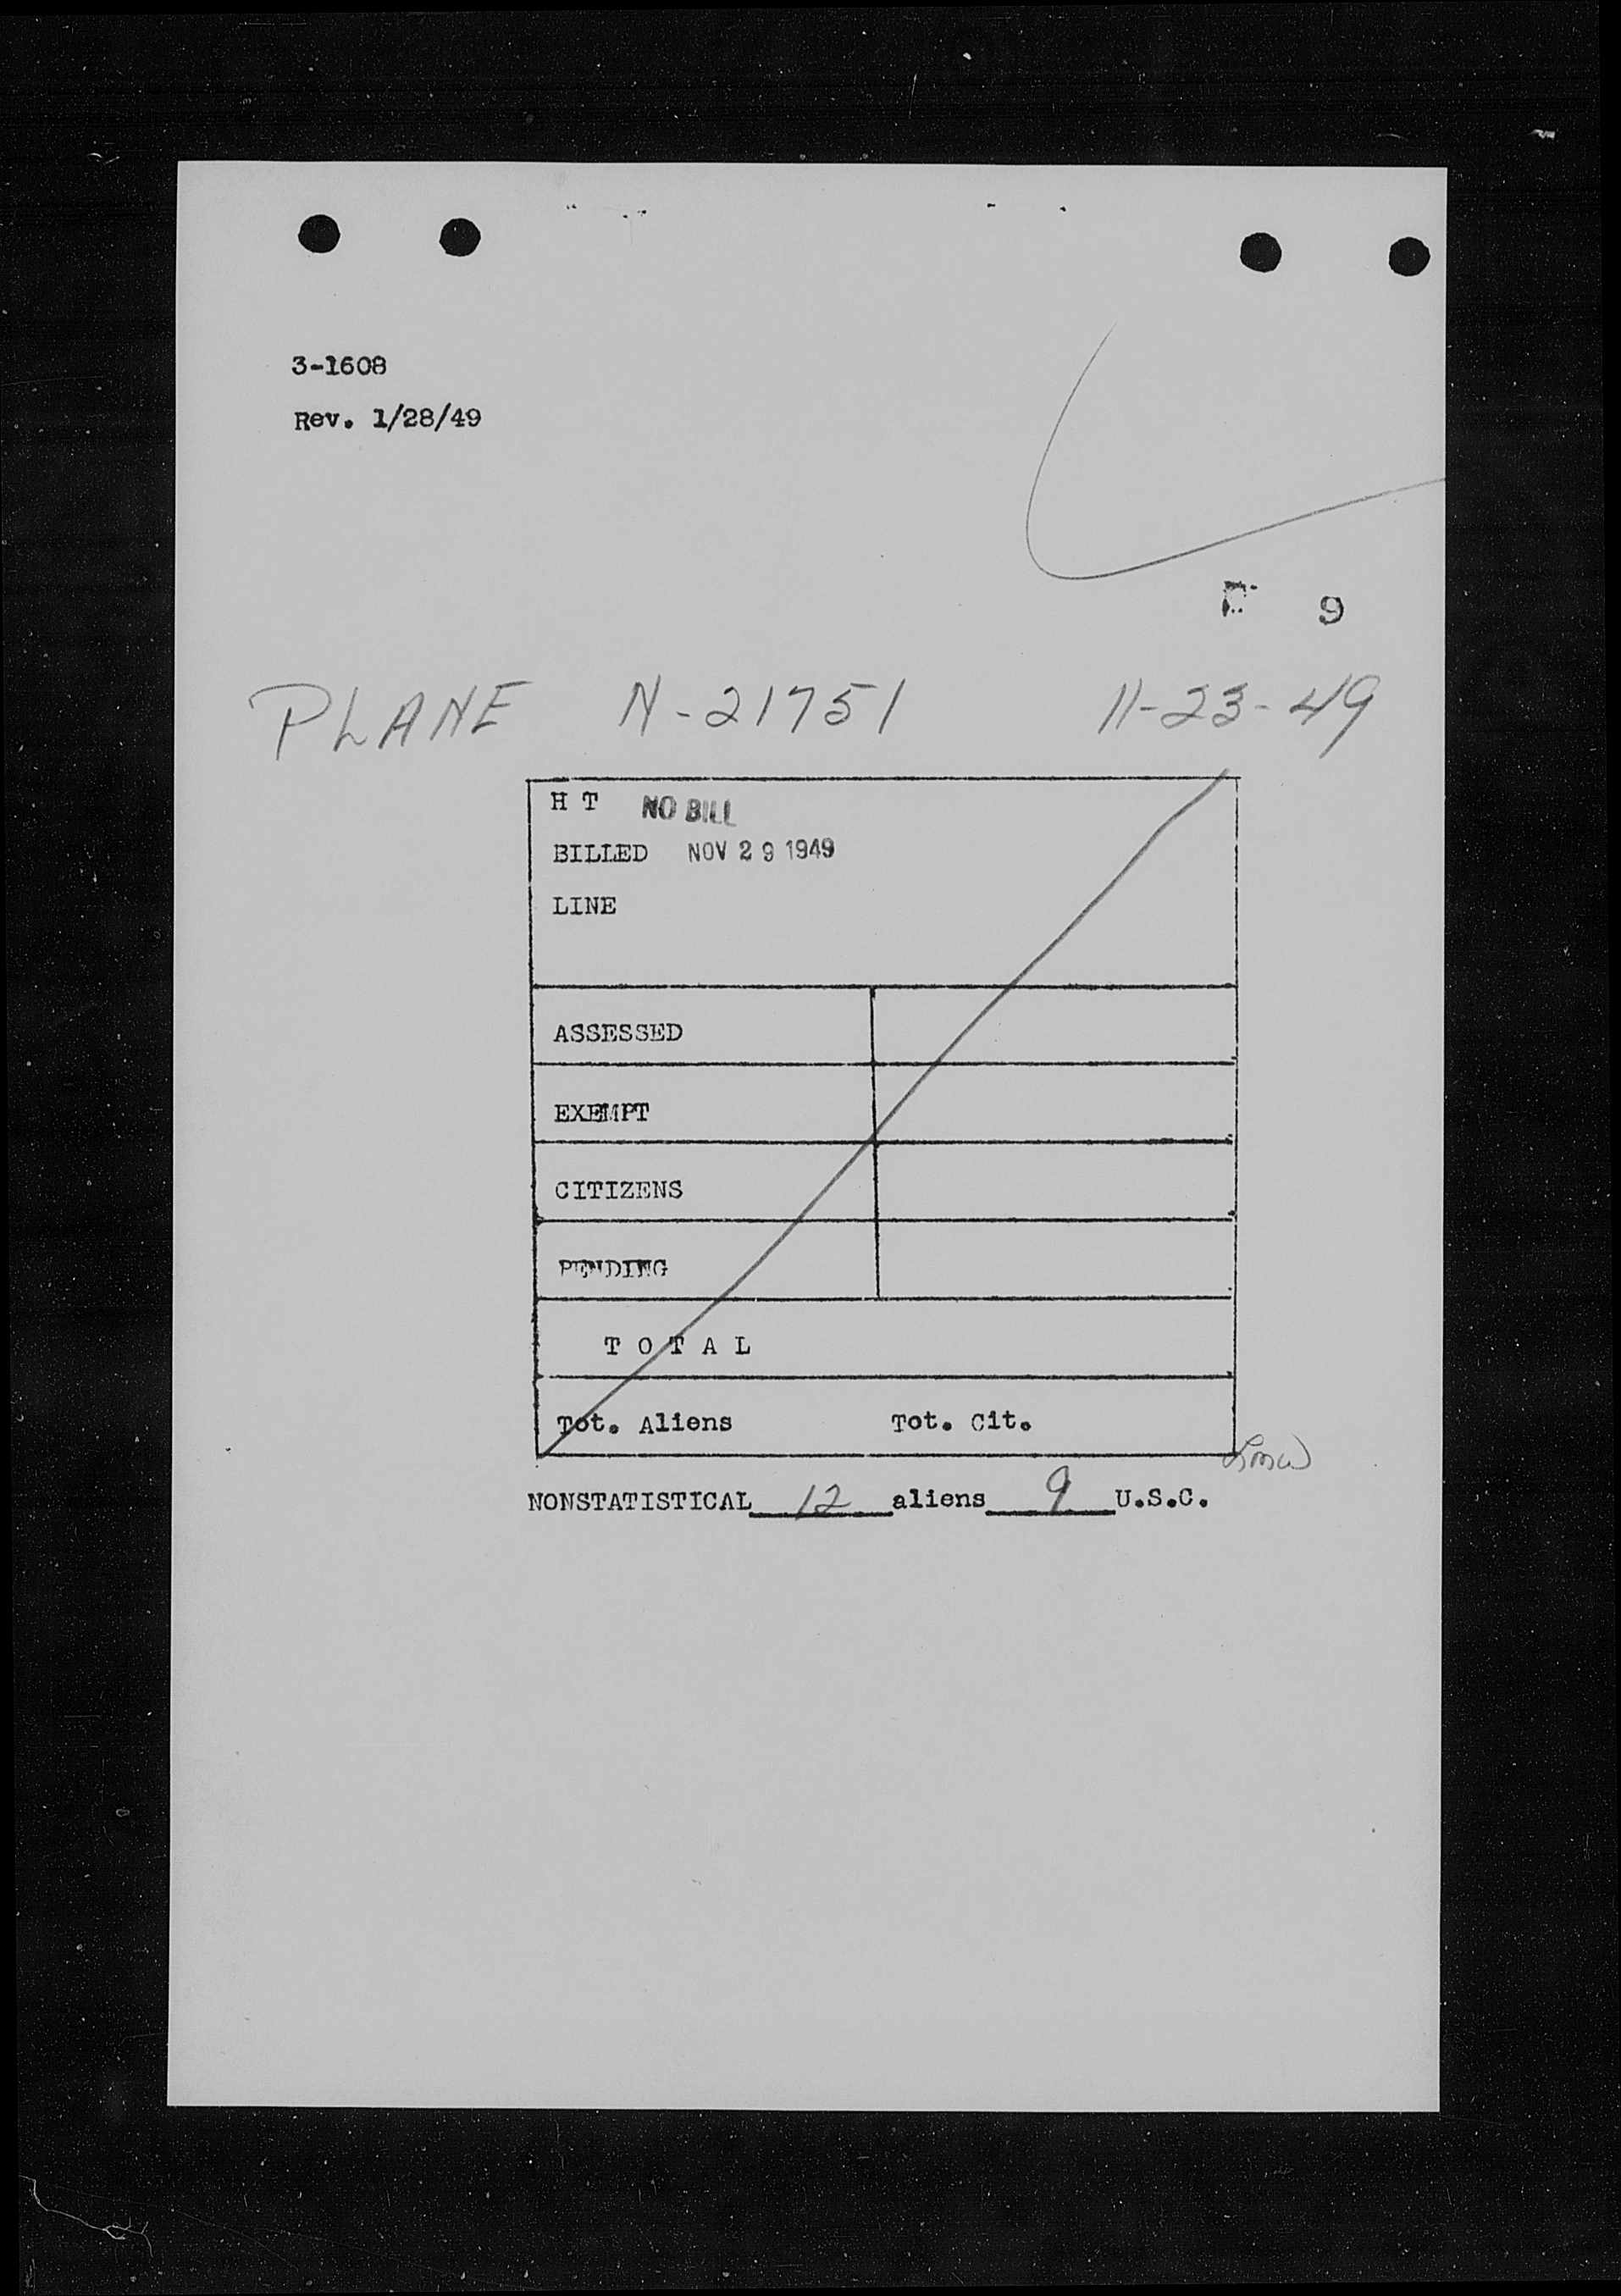 3-1608
Rev. 1/28/49
9
PLANE N-21751 11-23-49
H T NO BILL
BILLED NOV 29 1949
LINE
ASSESSED
EXEMPT
CITIZENS
PENDING
T O T A L
Tot. Aliens Tot. Cit.
NONSTATISTICAL 12 aliens 9 U.S.C.